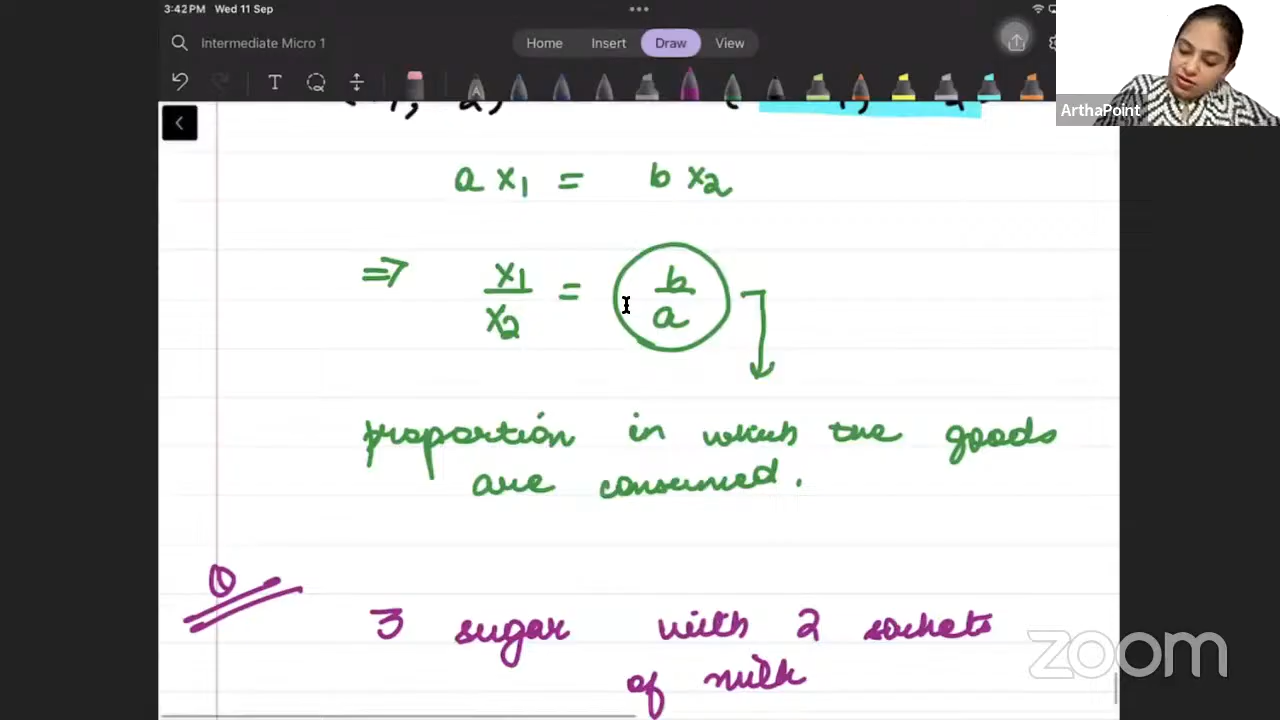 3:42 PM Wed 11 Sep
Intermediate Micro 1
Home Insert Draw View
ArthaPoint
a x1 = b x2
⇒ x1/x2 = b/a
proportion in which the goods
are consumed.
Q
3 sugar with 2 sachets
of milk
zoom